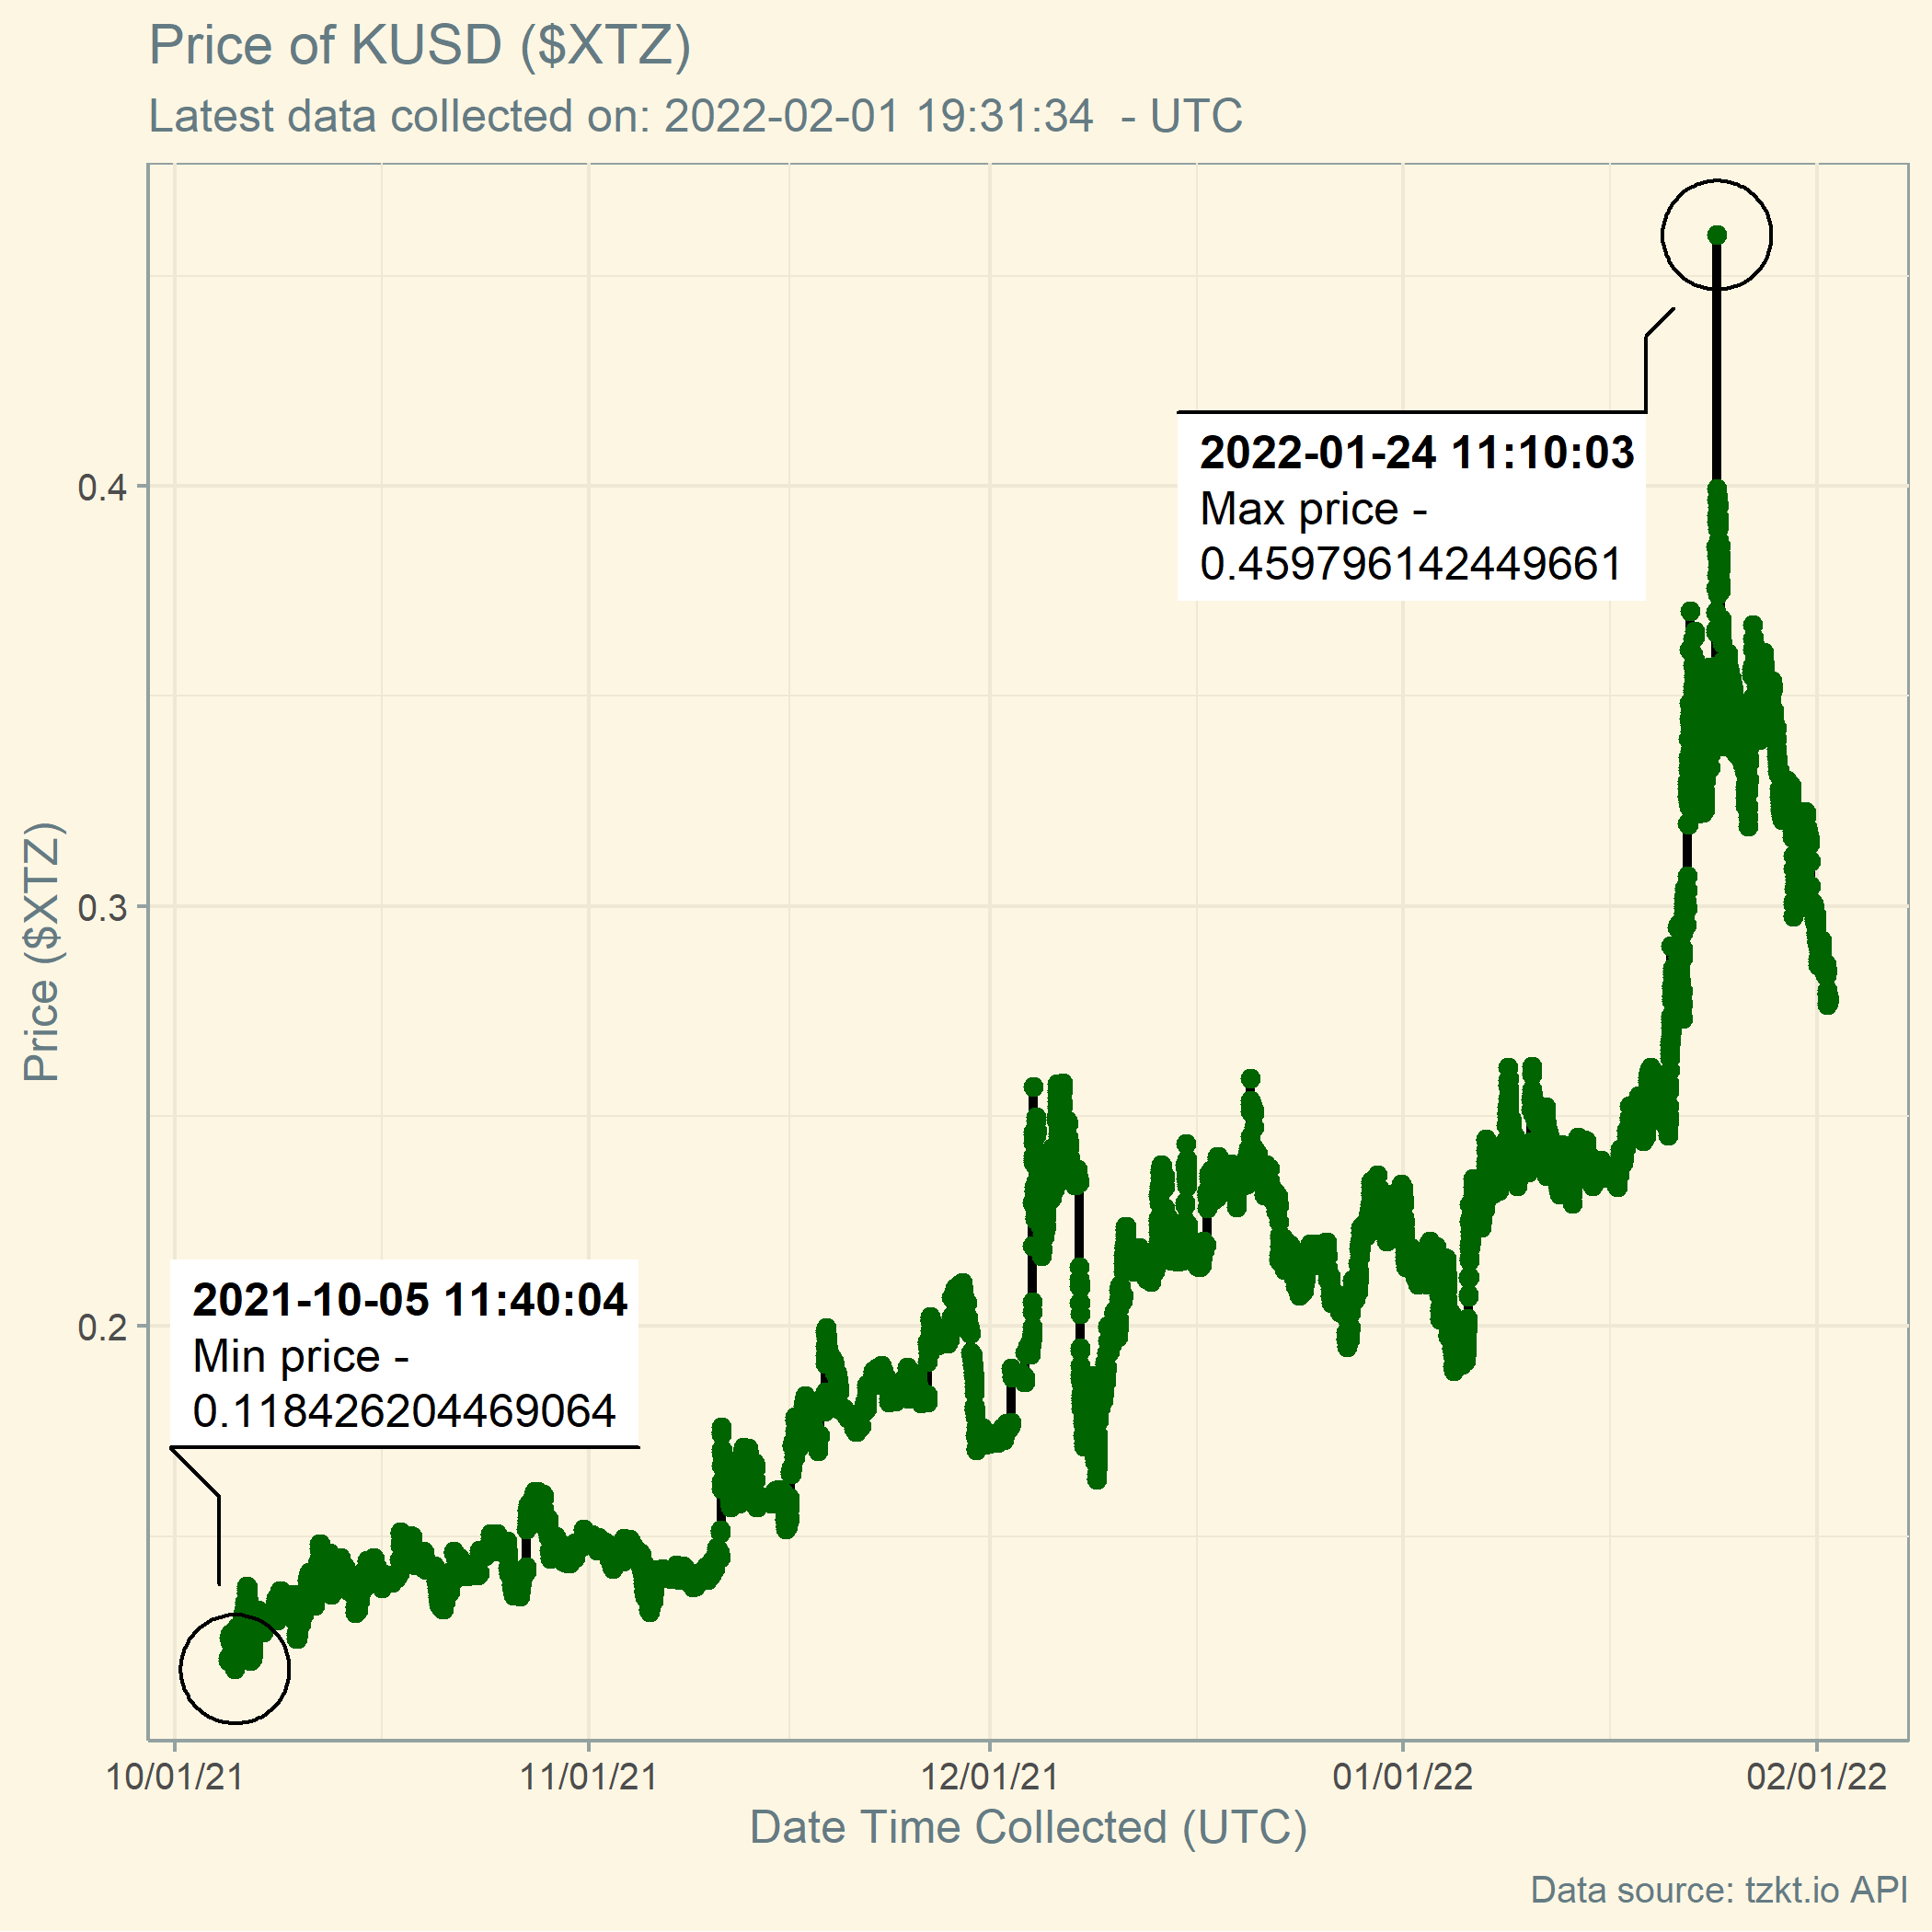 Price of KUSD ($XTZ)
Latest data collected on: 2022-02-01 19:31:34  - UTC
2022-01-24 11:10:03
Max price -
0.459796142449661
0.4
0.3
0.2
Price ($XTZ)
2021-10-05 11:40:04
Min price -
0.118426204469064
10/01/21
11/01/21
12/01/21
01/01/22
02/01/22
Date Time Collected (UTC)
Data source: tzkt.io API